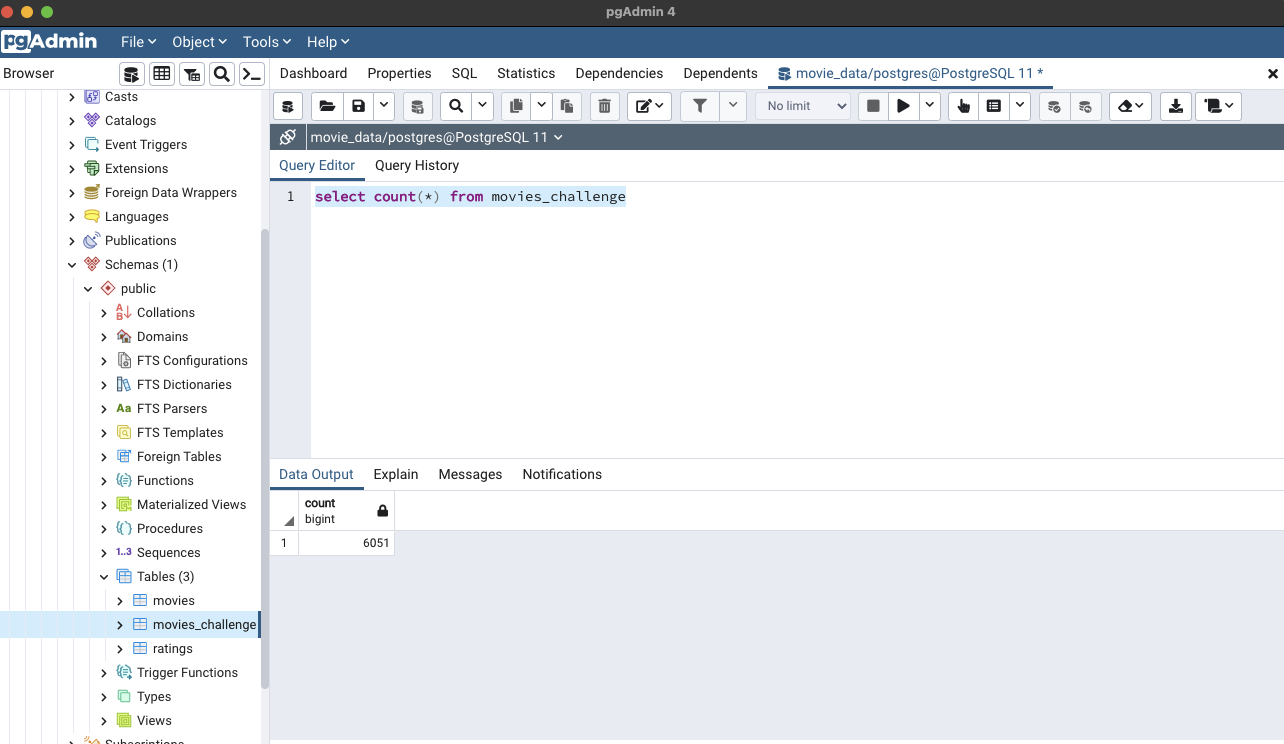 pgAdmin 4
pgAdmin File Object Tools Help
Browser
Dashboard Properties SQL Statistics Dependencies Dependents movie_data/postgres@PostgreSQL 11 *
No limit
movie_data/postgres@PostgreSQL 11
Query Editor Query History
1 select count(*) from movies_challenge
Casts
Catalogs
Event Triggers
Extensions
Foreign Data Wrappers
Languages
Publications
Schemas (1)
public
Collations
Domains
FTS Configurations
FTS Dictionaries
Aa FTS Parsers
FTS Templates
Foreign Tables
Functions
Materialized Views
Procedures
1..3 Sequences
Tables (3)
movies
movies_challenge
ratings
Trigger Functions
Types
Views
Subscriptions
Data Output Explain Messages Notifications
count
bigint
1 6051